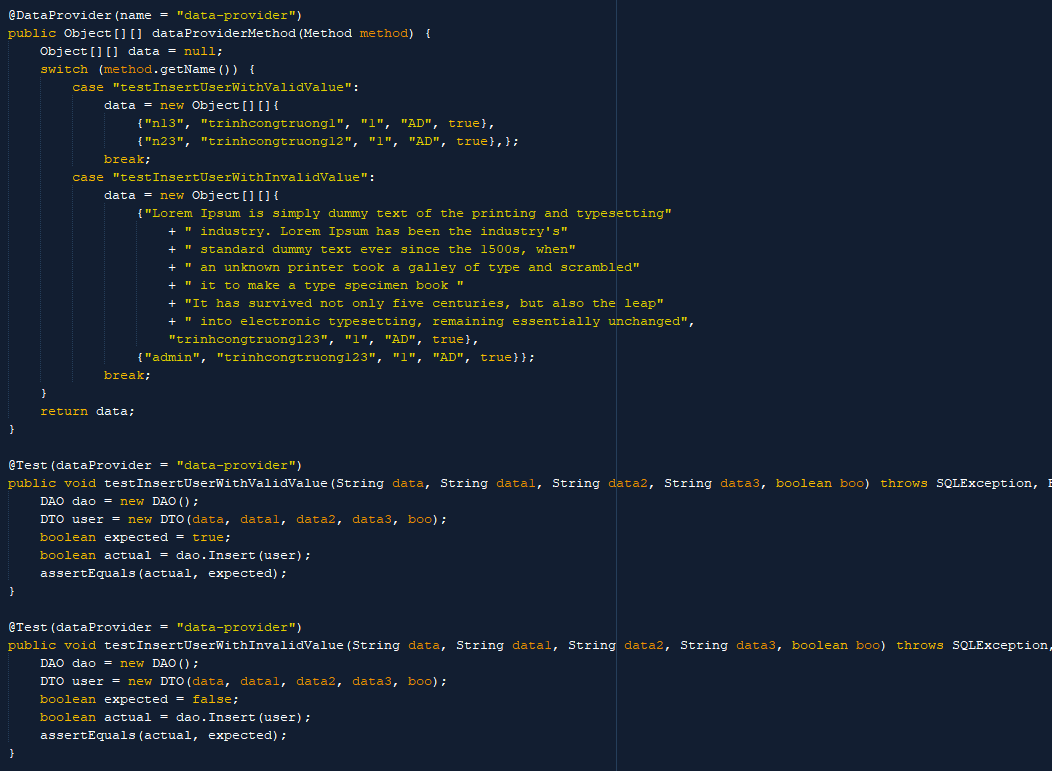 @DataProvider(name = "data-provider")
public Object[][] dataProviderMethod(Method method) {
    Object[][] data = null;
    switch (method.getName()) {
        case "testInsertUserWithValidValue":
            data = new Object[][]{
                {"n13", "trinhcongtruong1", "1", "AD", true},
                {"n23", "trinhcongtruong12", "1", "AD", true},};
            break;
        case "testInsertUserWithInvalidValue":
            data = new Object[][]{
                {"Lorem Ipsum is simply dummy text of the printing and typesetting"
                    + " industry. Lorem Ipsum has been the industry's"
                    + " standard dummy text ever since the 1500s, when"
                    + " an unknown printer took a galley of type and scrambled"
                    + " it to make a type specimen book "
                    + "It has survived not only five centuries, but also the leap"
                    + " into electronic typesetting, remaining essentially unchanged",
                    "trinhcongtruong123", "1", "AD", true},
                {"admin", "trinhcongtruong123", "1", "AD", true}};
            break;
    }
    return data;
}

@Test(dataProvider = "data-provider")
public void testInsertUserWithValidValue(String data, String data1, String data2, String data3, boolean boo) throws SQLException,
    DAO dao = new DAO();
    DTO user = new DTO(data, data1, data2, data3, boo);
    boolean expected = true;
    boolean actual = dao.Insert(user);
    assertEquals(actual, expected);
}

@Test(dataProvider = "data-provider")
public void testInsertUserWithInvalidValue(String data, String data1, String data2, String data3, boolean boo) throws SQLException,
    DAO dao = new DAO();
    DTO user = new DTO(data, data1, data2, data3, boo);
    boolean expected = false;
    boolean actual = dao.Insert(user);
    assertEquals(actual, expected);
}